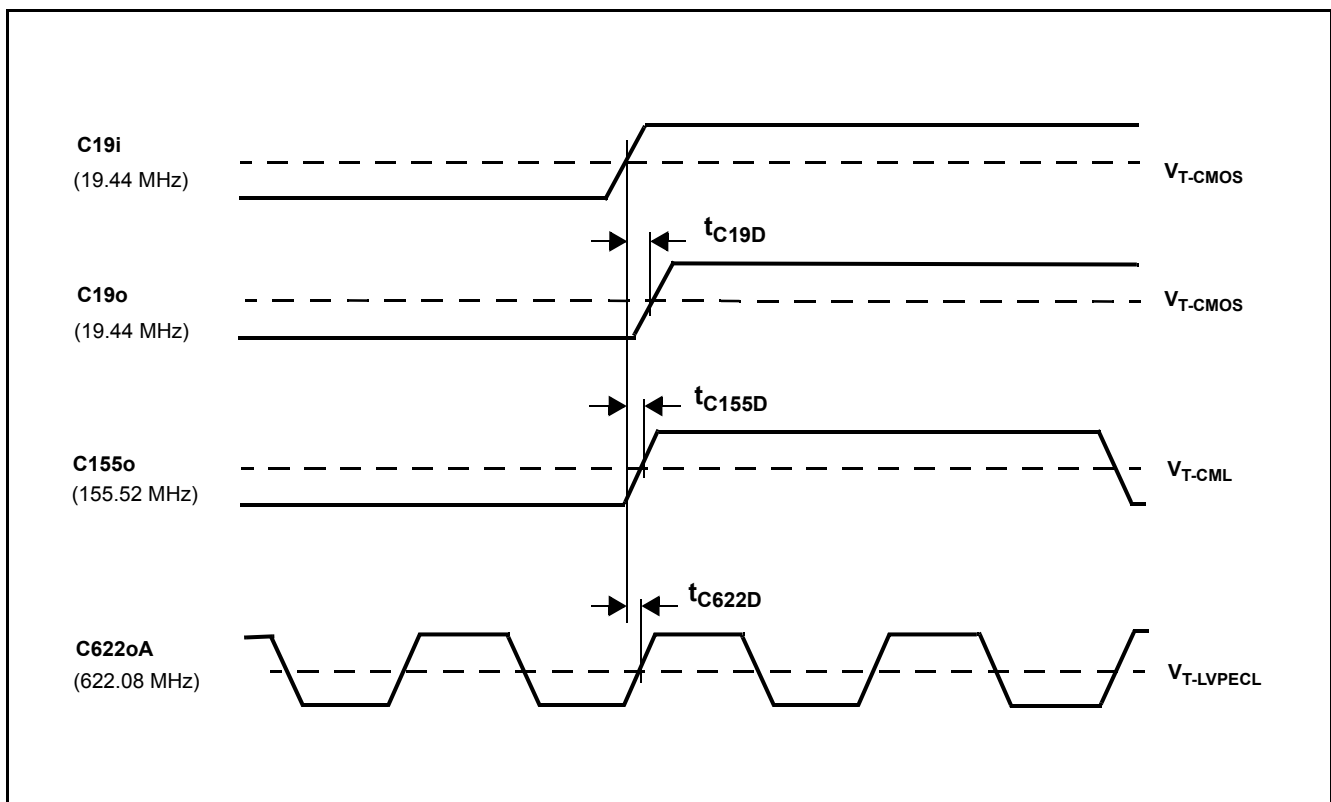 C19i
(19.44 MHz)
VT-CMOS
tC19D
C19o
(19.44 MHz)
VT-CMOS
tC155D
C155o
(155.52 MHz)
VT-CML
tC622D
C622oA
(622.08 MHz)
VT-LVPECL